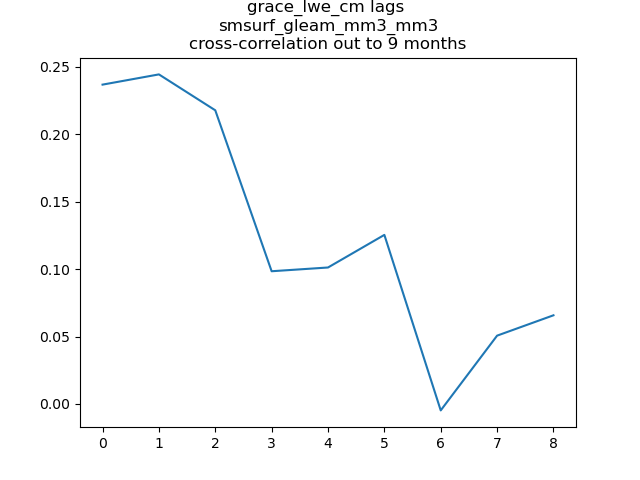 grace_lwe_cm lags
smsurf_gleam_mm3_mm3
cross-correlation out to 9 months
0.25
0.20
0.15
0.10
0.05
0.00
0 1 2 3 4 5 6 7 8